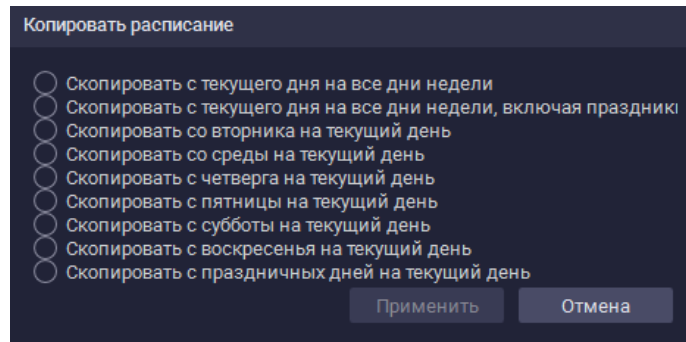 Копировать расписание
Скопировать с текущего дня на все дни недели
Скопировать с текущего дня на все дни недели, включая праздники
Скопировать со вторника на текущий день
Скопировать со среды на текущий день
Скопировать с четверга на текущий день
Скопировать с пятницы на текущий день
Скопировать с субботы на текущий день
Скопировать с воскресенья на текущий день
Скопировать с праздничных дней на текущий день
Применить Отмена